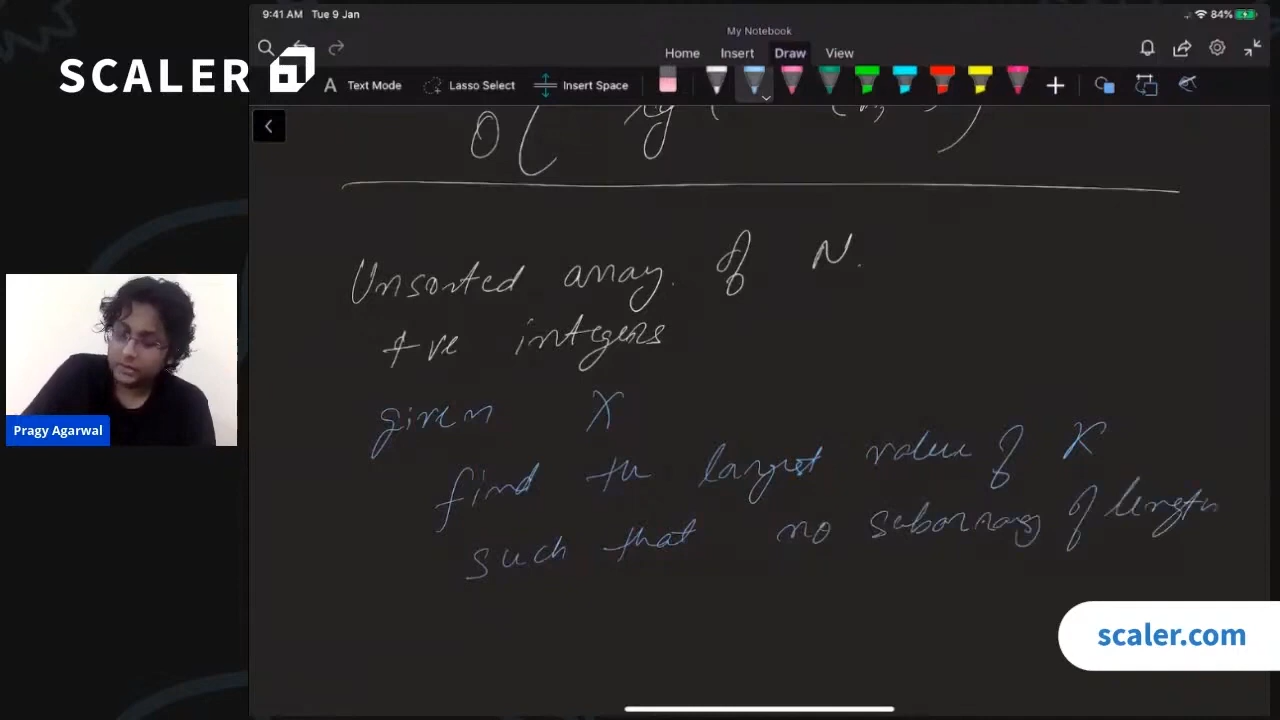 9:41 AM Tue 9 Jan
84%
My Notebook
SCALER
Home Insert Draw View
A Text Mode Lasso Select Insert Space
O(
Unsorted array. of N.
+ve integers
given X
find the largest value of K
such that no subarray of length
Pragy Agarwal
scaler.com